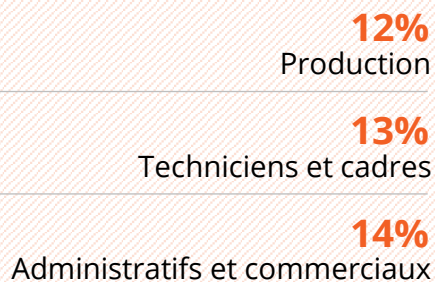 12%
Production
13%
Techniciens et cadres
14%
Administratifs et commerciaux